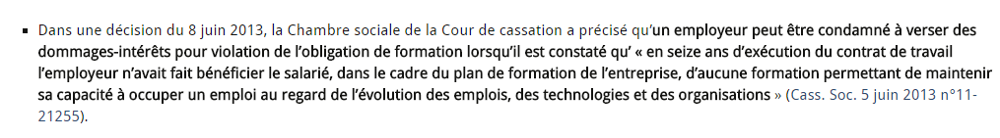 ▪ Dans une décision du 8 juin 2013, la Chambre sociale de la Cour de cassation a précisé qu'un employeur peut être condamné à verser des
dommages-intérêts pour violation de l'obligation de formation lorsqu'il est constaté qu' « en seize ans d'exécution du contrat de travail
l'employeur n'avait fait bénéficier le salarié, dans le cadre du plan de formation de l'entreprise, d'aucune formation permettant de maintenir
sa capacité à occuper un emploi au regard de l'évolution des emplois, des technologies et des organisations » (Cass. Soc. 5 juin 2013 n°11-
21255).